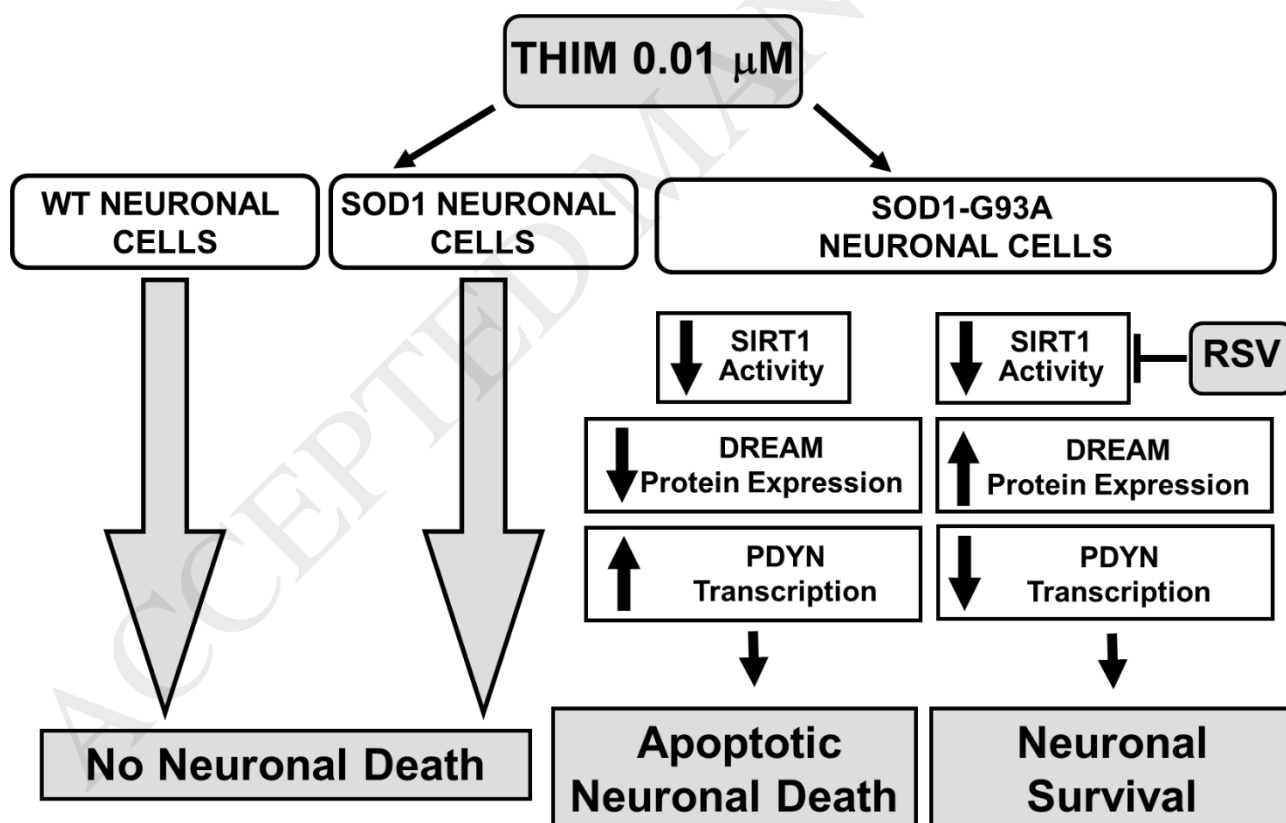 THIM 0.01 μM
WT NEURONAL
CELLS
SOD1 NEURONAL
CELLS
SOD1-G93A
NEURONAL CELLS
SIRT1
Activity
SIRT1
Activity
RSV
DREAM
Protein Expression
DREAM
Protein Expression
PDYN
Transcription
PDYN
Transcription
No Neuronal Death
Apoptotic
Neuronal Death
Neuronal
Survival
ACCEPTED MAN